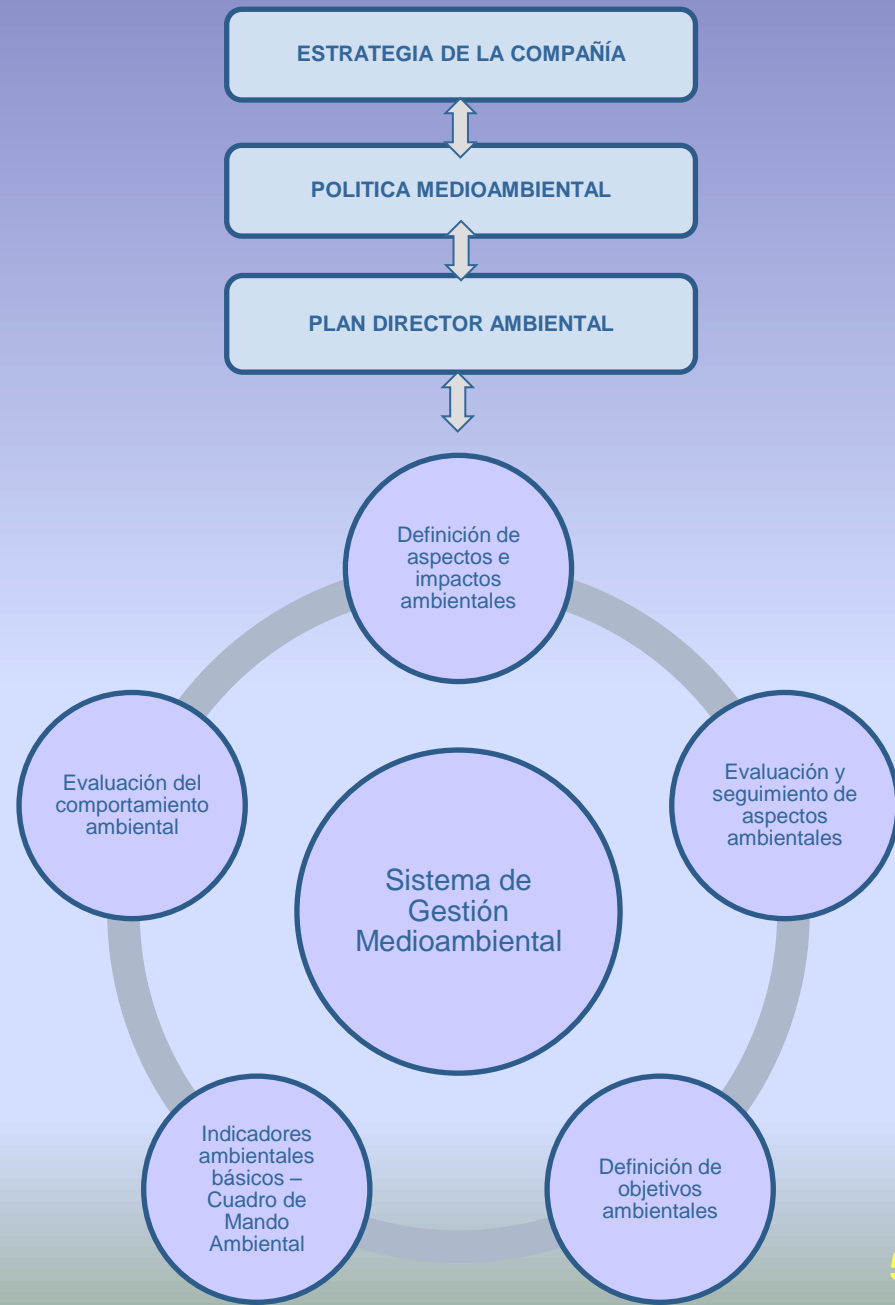 ESTRATEGIA DE LA COMPAÑÍA
POLITICA MEDIOAMBIENTAL
PLAN DIRECTOR AMBIENTAL
Definición de
aspectos e
impactos
ambientales
Evaluación y
seguimiento de
aspectos
ambientales
Definición de
objetivos
ambientales
Indicadores
ambientales
básicos –
Cuadro de
Mando
Ambiental
Evaluación del
comportamiento
ambiental
Sistema de
Gestión
Medioambiental